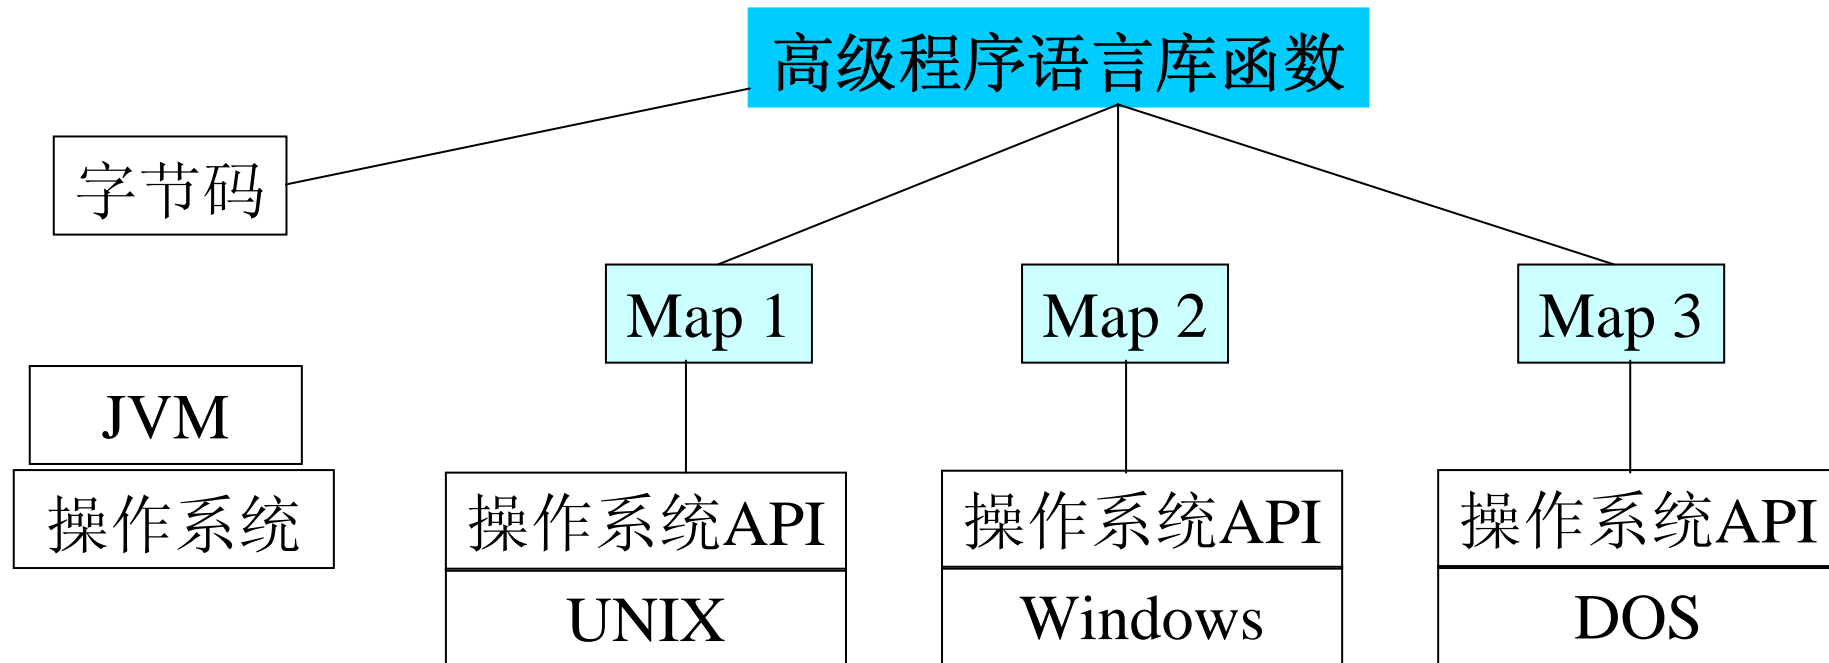 高级程序语言库函数
字节码
Map 1
Map 2
Map 3
JVM
操作系统
操作系统API
操作系统API
操作系统API
UNIX
Windows
DOS